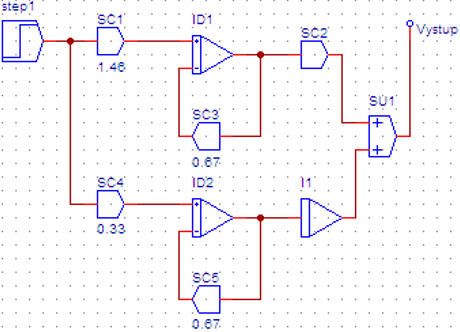 step1
SC1
ID1
SC2
Vystup
1.46
SU1
SC3
0.67
SC4
ID2
I1
0.33
SC5
0.67